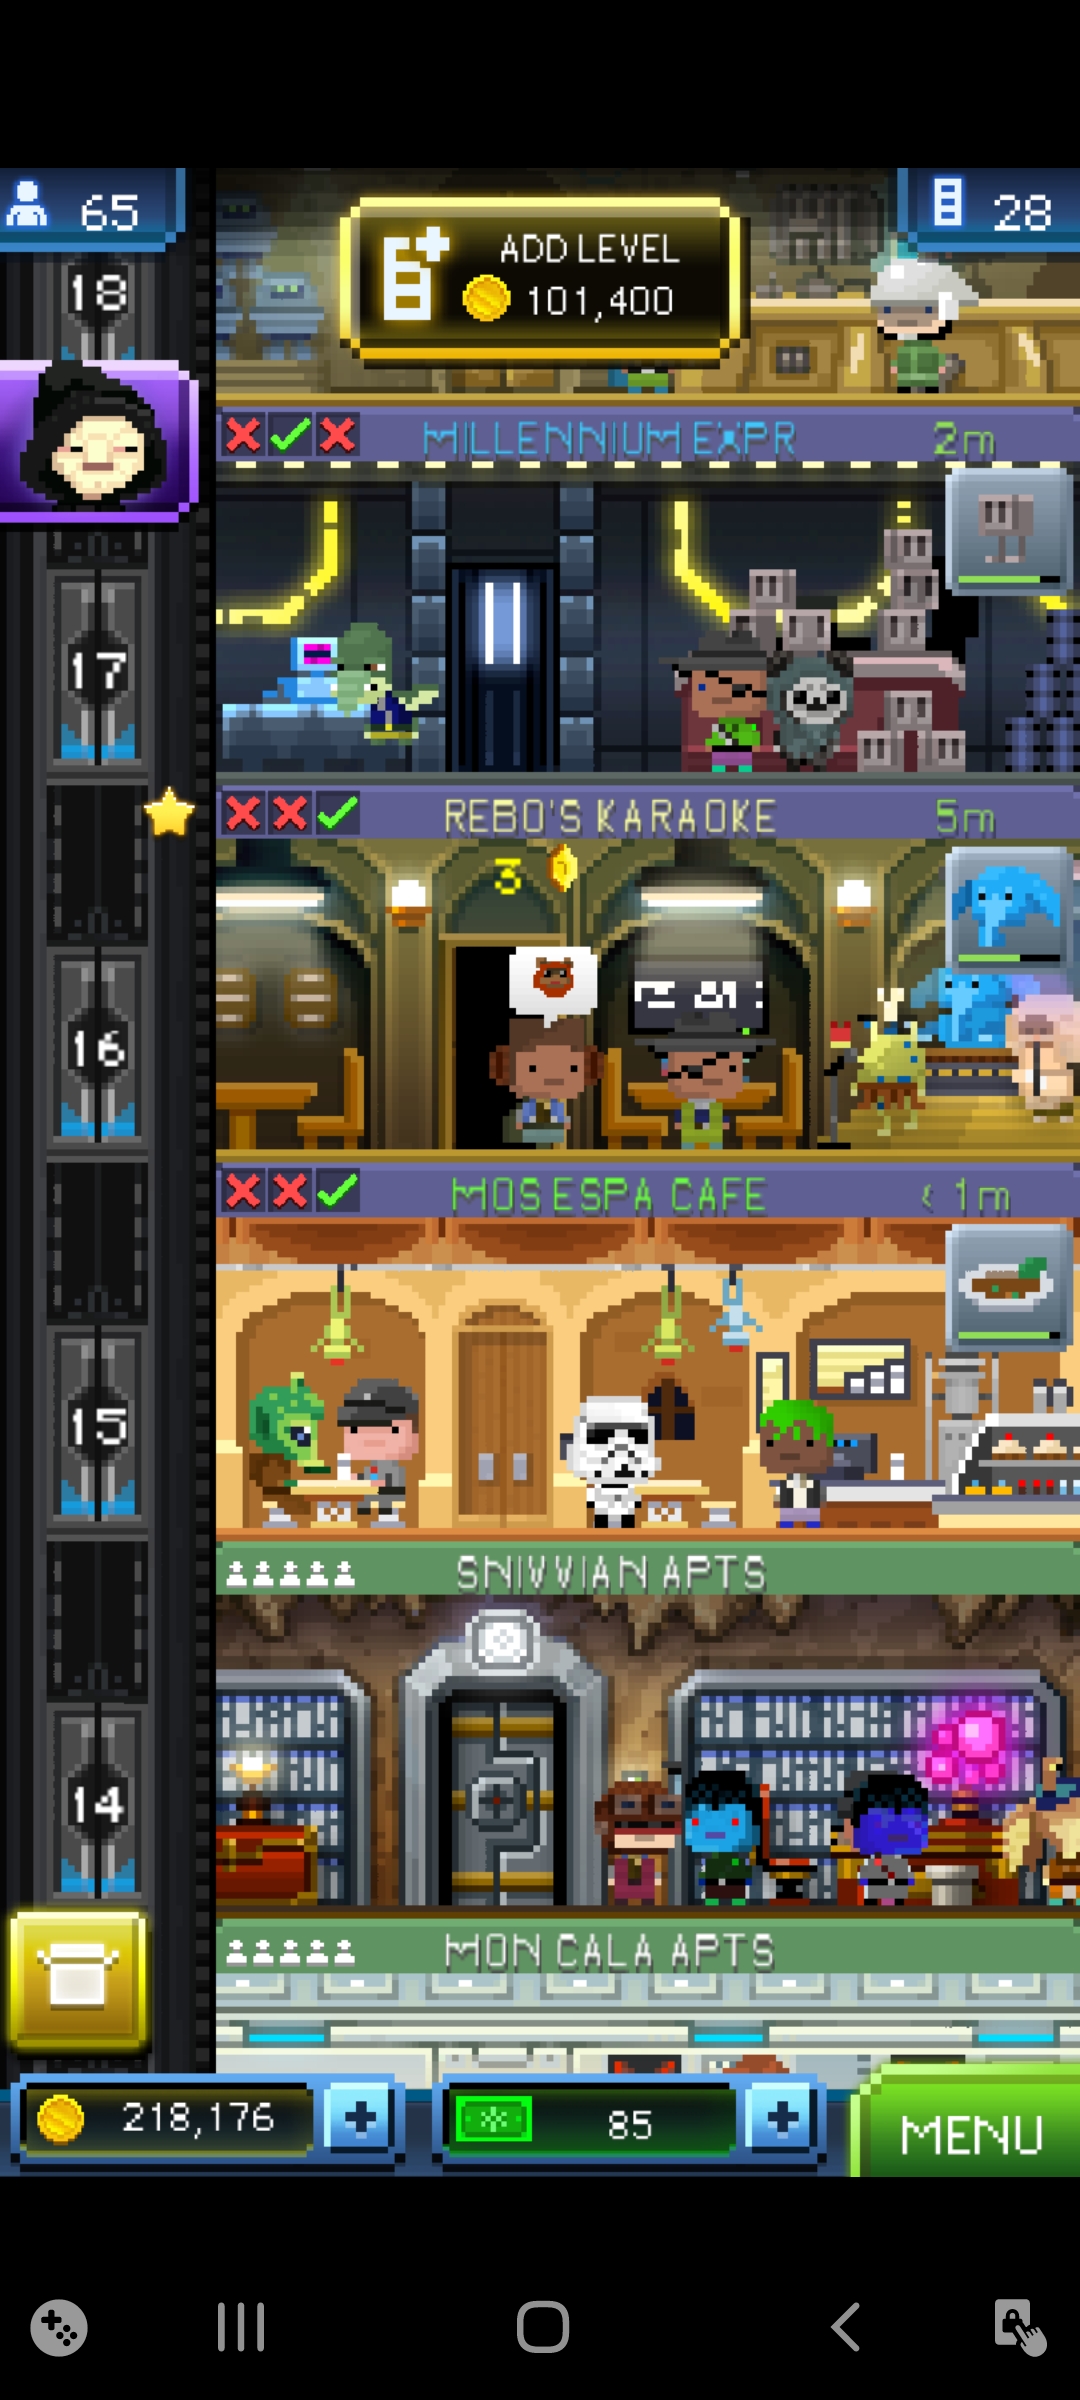 65
28
ADD LEVEL
101,400
18
MILLENNIUM EXPR
2m
17
REBO'S KARAOKE
5m
3
16
MOS ESPA CAFE
< 1m
15
SNIVVIAN APTS
14
MON CALA APTS
218,176
85
MENU